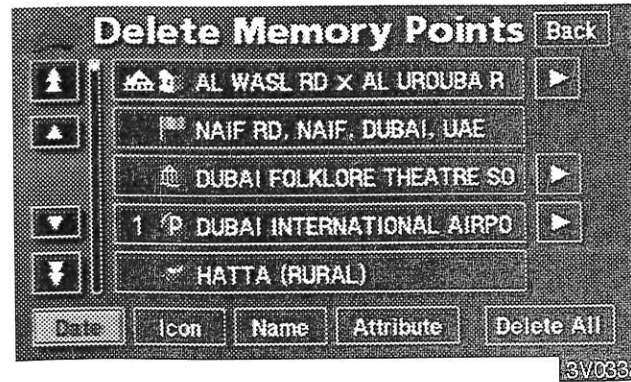 Delete Memory Points Back
AL WASL RD X AL UROUBA R
NAIF RD, NAIF, DUBAI, UAE
DUBAI FOLKLORE THEATRE SO
1 P DUBAI INTERNATIONAL AIRPO
HATTA (RURAL)
Date Icon Name Attribute Delete All
3V033